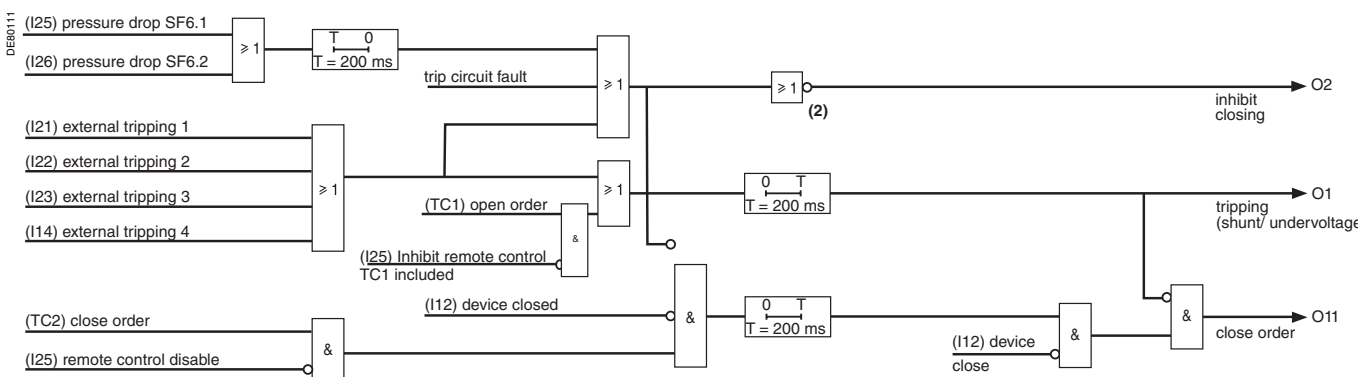 DE80111
(I25) pressure drop SF6.1
(I26) pressure drop SF6.2
⩾ 1
T 0
T = 200 ms
trip circuit fault
⩾ 1
⩾ 1
(2)
O2
inhibit
closing
(I21) external tripping 1
(I22) external tripping 2
(I23) external tripping 3
(I14) external tripping 4
⩾ 1
(TC1) open order
&
(I25) Inhibit remote control
TC1 included
⩾ 1
0 T
T = 200 ms
O1
tripping
(shunt/ undervoltage
(I12) device closed
(TC2) close order
(I25) remote control disable
&
&
0 T
T = 200 ms
(I12) device
close
&
&
O11
close order